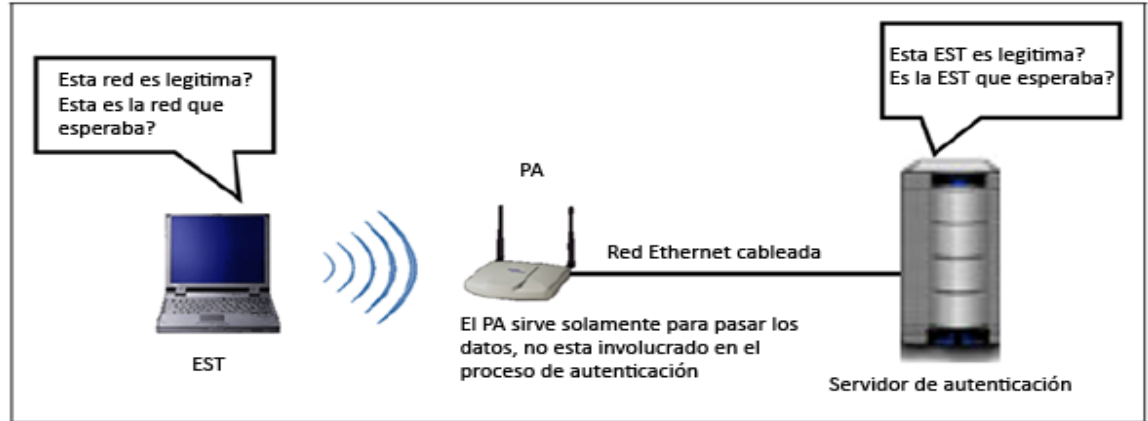 Esta red es legitima?
Esta es la red que
esperaba?
Esta EST es legitima?
Es la EST que esperaba?
PA
Red Ethernet cableada
El PA sirve solamente para pasar los
datos, no esta involucrado en el
proceso de autenticación
EST
Servidor de autenticación